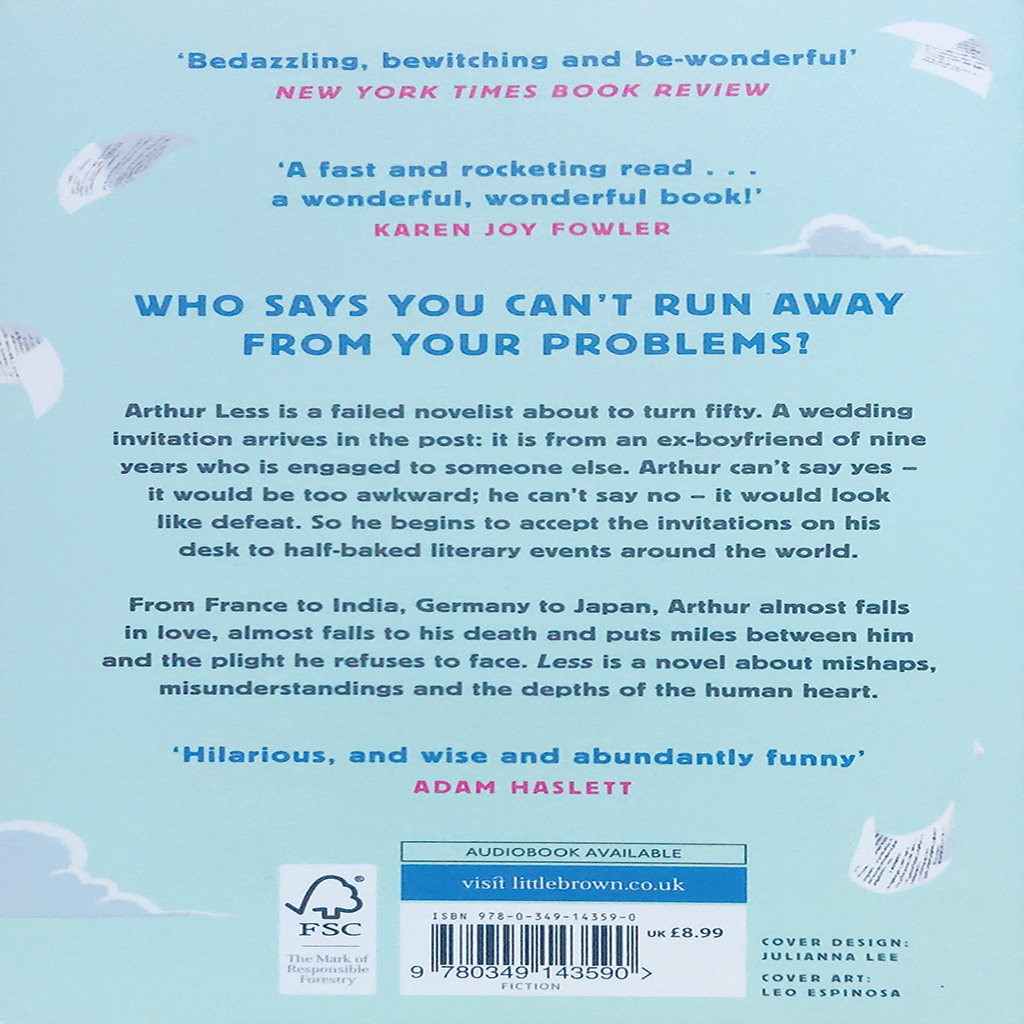 ‘Bedazzling, bewitching and be-wonderful’
NEW YORK TIMES BOOK REVIEW
‘A fast and rocketing read . . .
a wonderful, wonderful book!’
KAREN JOY FOWLER
WHO SAYS YOU CAN’T RUN AWAY
FROM YOUR PROBLEMS?
Arthur Less is a failed novelist about to turn fifty. A wedding
invitation arrives in the post: it is from an ex-boyfriend of nine
years who is engaged to someone else. Arthur can’t say yes –
it would be too awkward; he can’t say no – it would look
like defeat. So he begins to accept the invitations on his
desk to half-baked literary events around the world.
From France to India, Germany to Japan, Arthur almost falls
in love, almost falls to his death and puts miles between him
and the plight he refuses to face. Less is a novel about mishaps,
misunderstandings and the depths of the human heart.
‘Hilarious, and wise and abundantly funny’
ADAM HASLETT
AUDIOBOOK AVAILABLE
visit littlebrown.co.uk
ISBN 978-0-349-14359-0
UK £8.99
9 780349 143590 >
FICTION
®
FSC
The Mark of
Responsible
Forestry
COVER DESIGN:
JULIANNA LEE
COVER ART:
LEO ESPINOSA